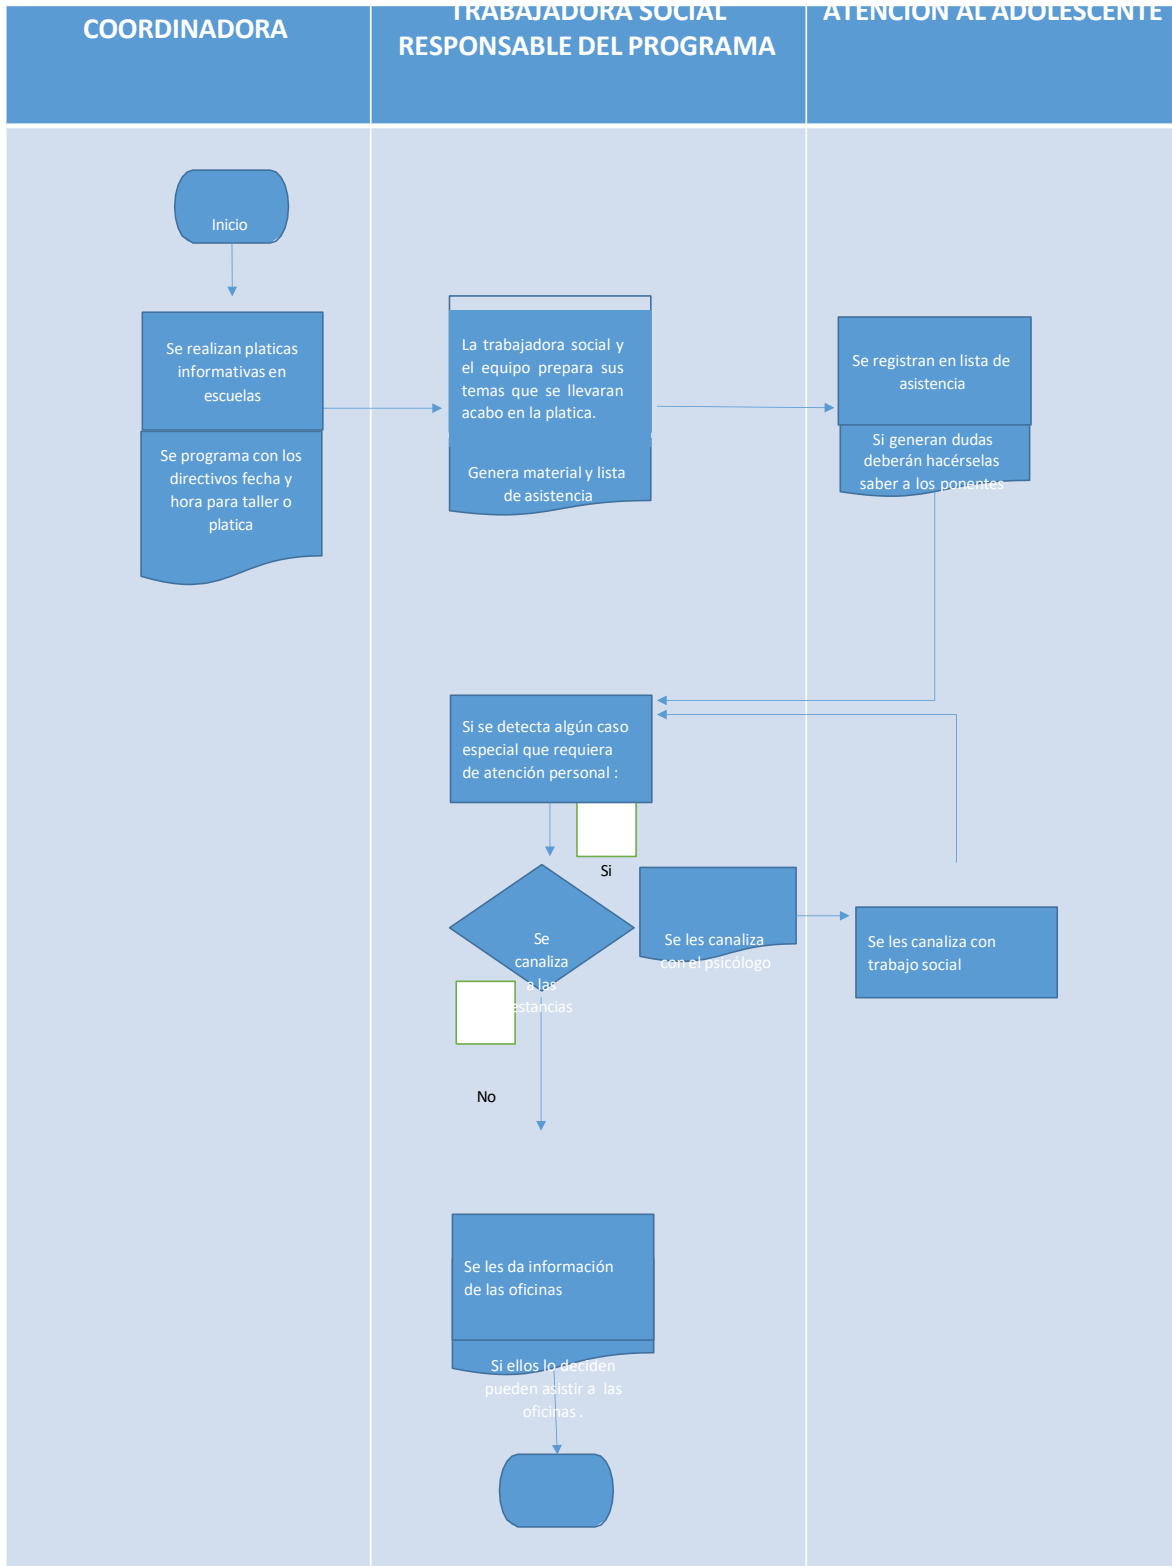 COORDINADORA
TRABAJADORA SOCIAL
RESPONSABLE DEL PROGRAMA
ATENCION AL ADOLESCENTE
Inicio
Se realizan platicas
informativas en
escuelas
Se programa con los
directivos fecha y
hora para taller o
platica
La trabajadora social y
el equipo prepara sus
temas que se llevaran
acabo en la platica.
Genera material y lista
de asistencia
Se registran en lista de
asistencia
Si generan dudas
deberán hacérselas
saber a los ponentes
Si se detecta algún caso
especial que requiera
de atención personal :
Si
Se
canaliza
a las
estancias
Se les canaliza
con el psicólogo
Se les canaliza con
trabajo social
No
Se les da información
de las oficinas
Si ellos lo deciden
pueden asistir a las
oficinas .